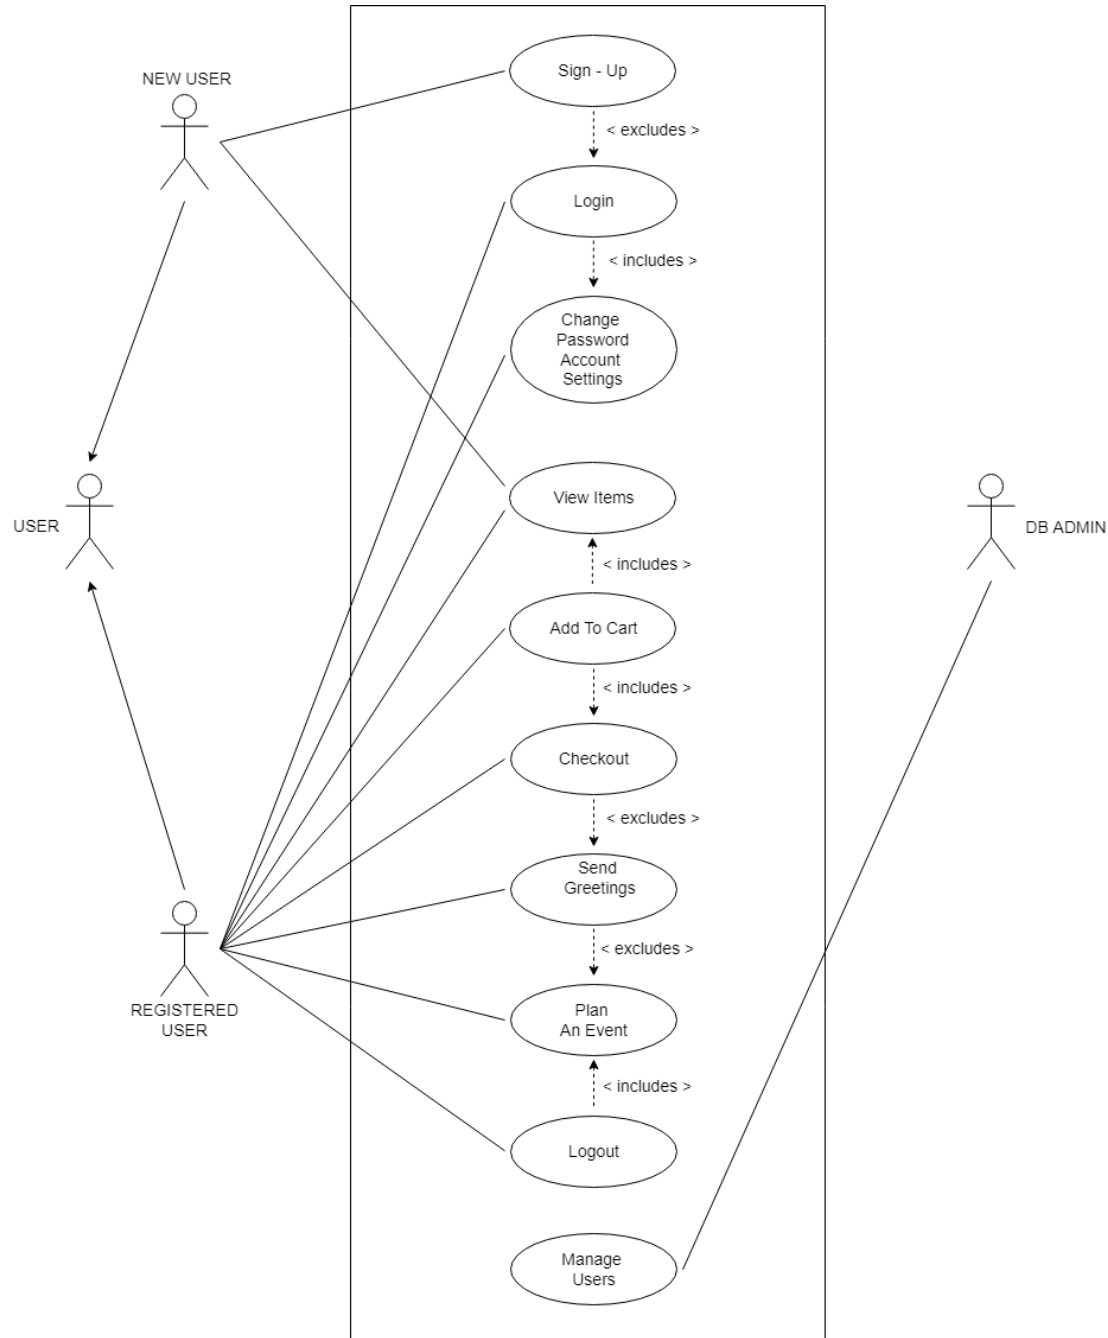 Sign - Up
NEW USER
< excludes >
Login
< includes >
Change
Password
Account
Settings
View Items
USER
DB ADMIN
< includes >
Add To Cart
< includes >
Checkout
< excludes >
Send
Greetings
< excludes >
REGISTERED
USER
Plan
An Event
< includes >
Logout
Manage
Users